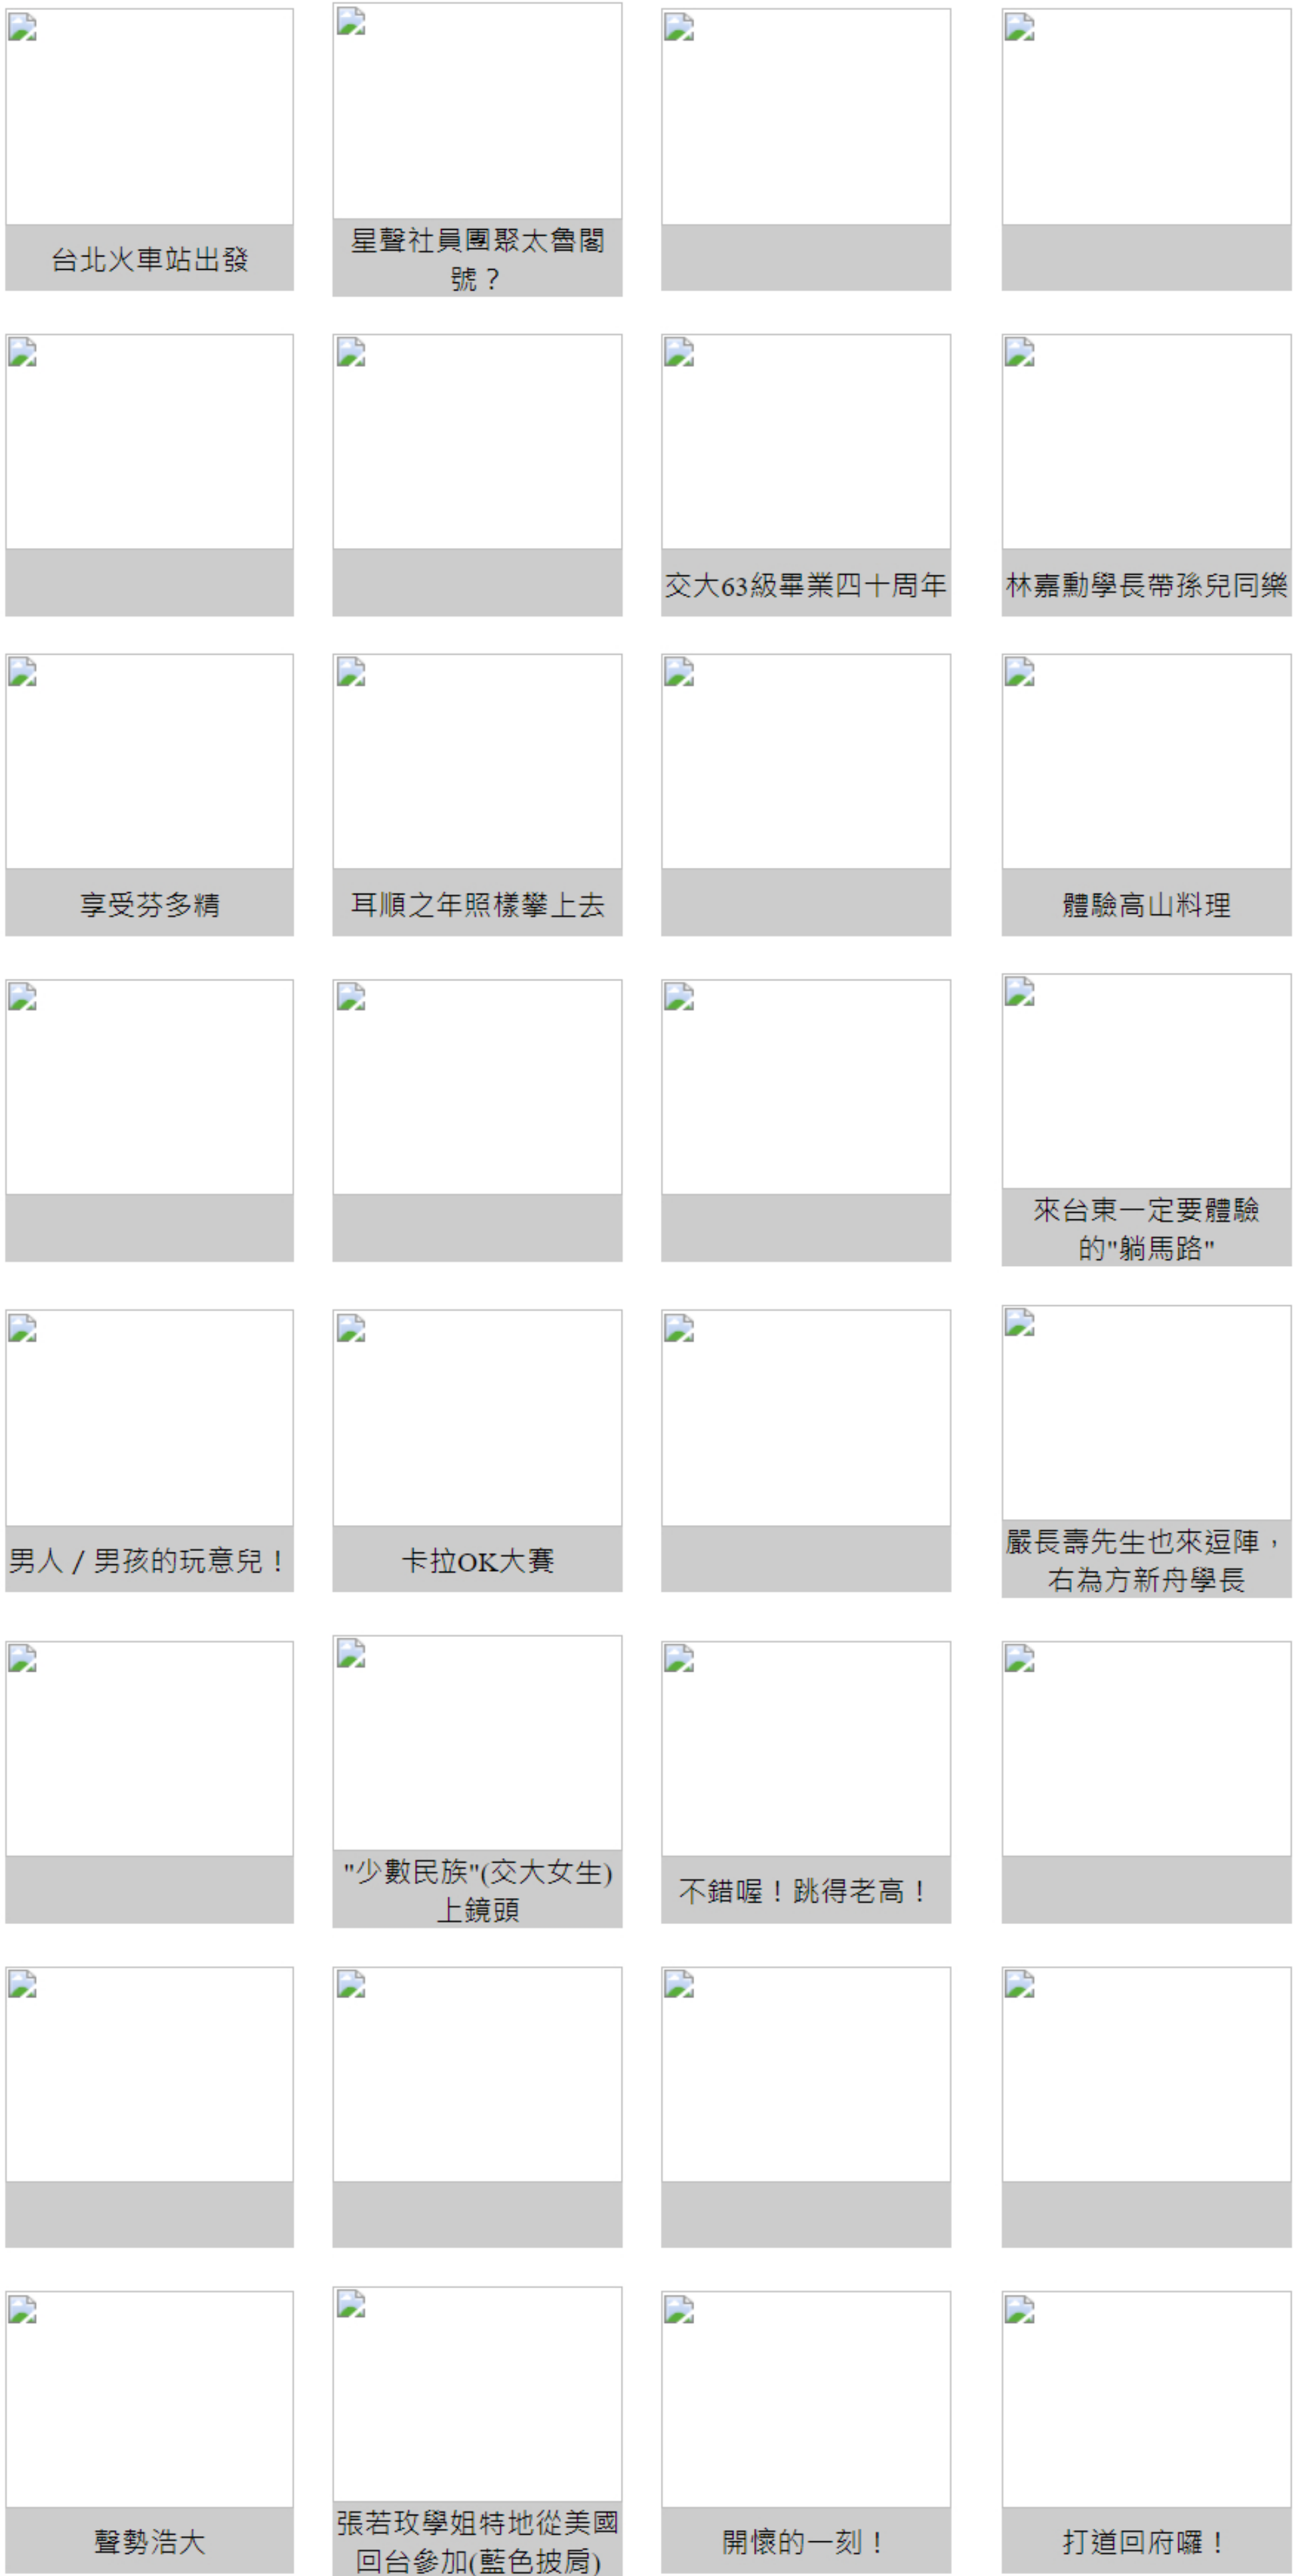 台北火車站出發
星聲社員團聚太魯閣
號？
交大63級畢業四十周年
林嘉勳學長帶孫兒同樂
享受芬多精
耳順之年照樣攀上去
體驗高山料理
來台東一定要體驗
的"躺馬路"
男人／男孩的玩意兒！
卡拉OK大賽
嚴長壽先生也來逗陣，
右為方新舟學長
"少數民族"(交大女生)
上鏡頭
不錯喔！跳得老高！
聲勢浩大
張若玫學姐特地從美國
回台參加(藍色披肩)
開懷的一刻！
打道回府囉！